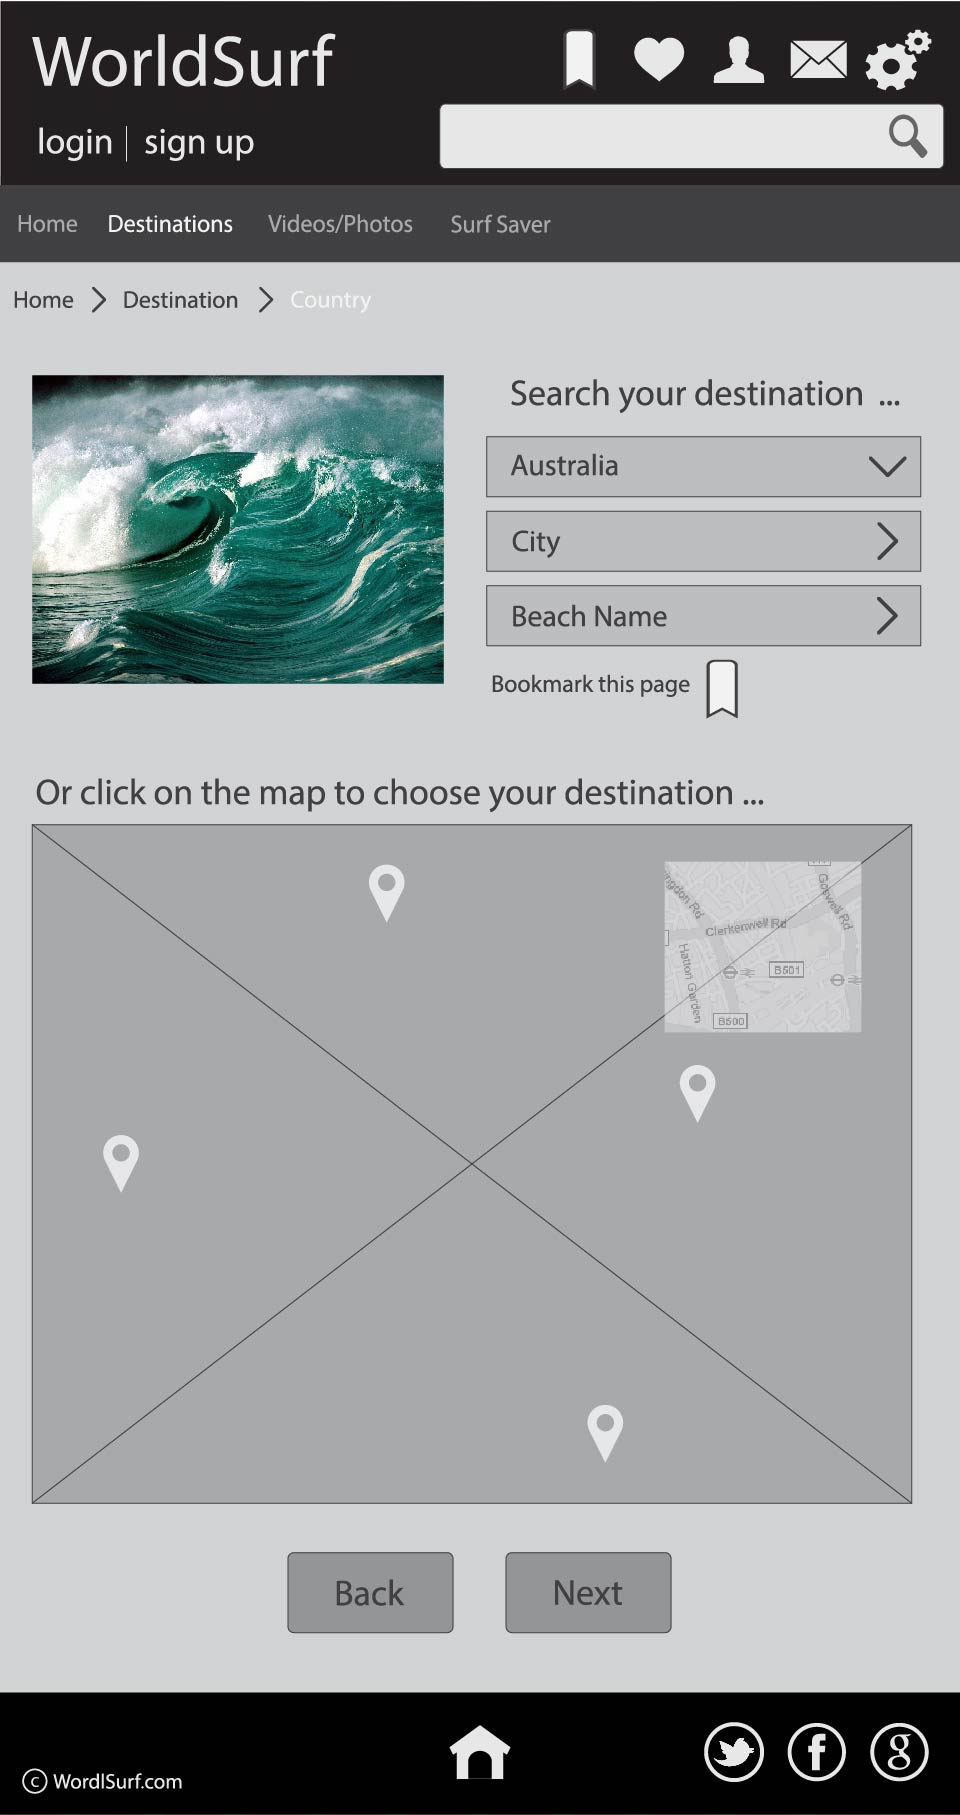 WorldSurf
login | sign up
Home Destinations Videos/Photos Surf Saver
Home > Destination > Country
Search your destination ...
Australia
City
Beach Name
Bookmark this page
Or click on the map to choose your destination ...
ngdon Rd
Goswell Rd
Clerkenwell Rd
Hatton Garden
B501
B500
Back
Next
© WordlSurf.com